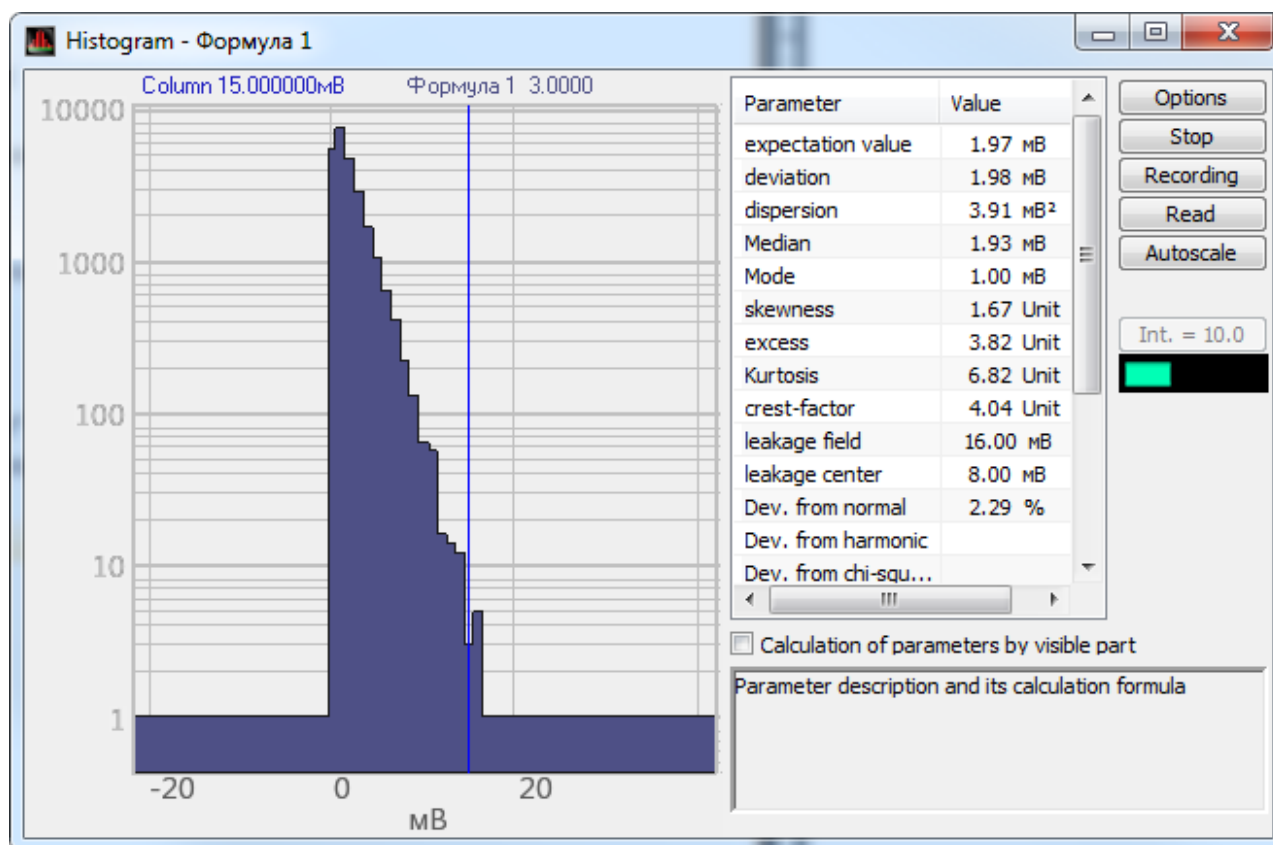 Histogram - Формула 1
Column 15.000000мВ Формула 1 3.0000
10000
1000
100
10
1
-20 0 20
мВ
Parameter Value
expectation value 1.97 мВ
deviation 1.98 мВ
dispersion 3.91 мВ²
Median 1.93 мВ
Mode 1.00 мВ
skewness 1.67 Unit
excess 3.82 Unit
Kurtosis 6.82 Unit
crest-factor 4.04 Unit
leakage field 16.00 мВ
leakage center 8.00 мВ
Dev. from normal 2.29 %
Dev. from harmonic
Dev. from chi-squ...
Calculation of parameters by visible part
Parameter description and its calculation formula
Options
Stop
Recording
Read
Autoscale
Int. = 10.0